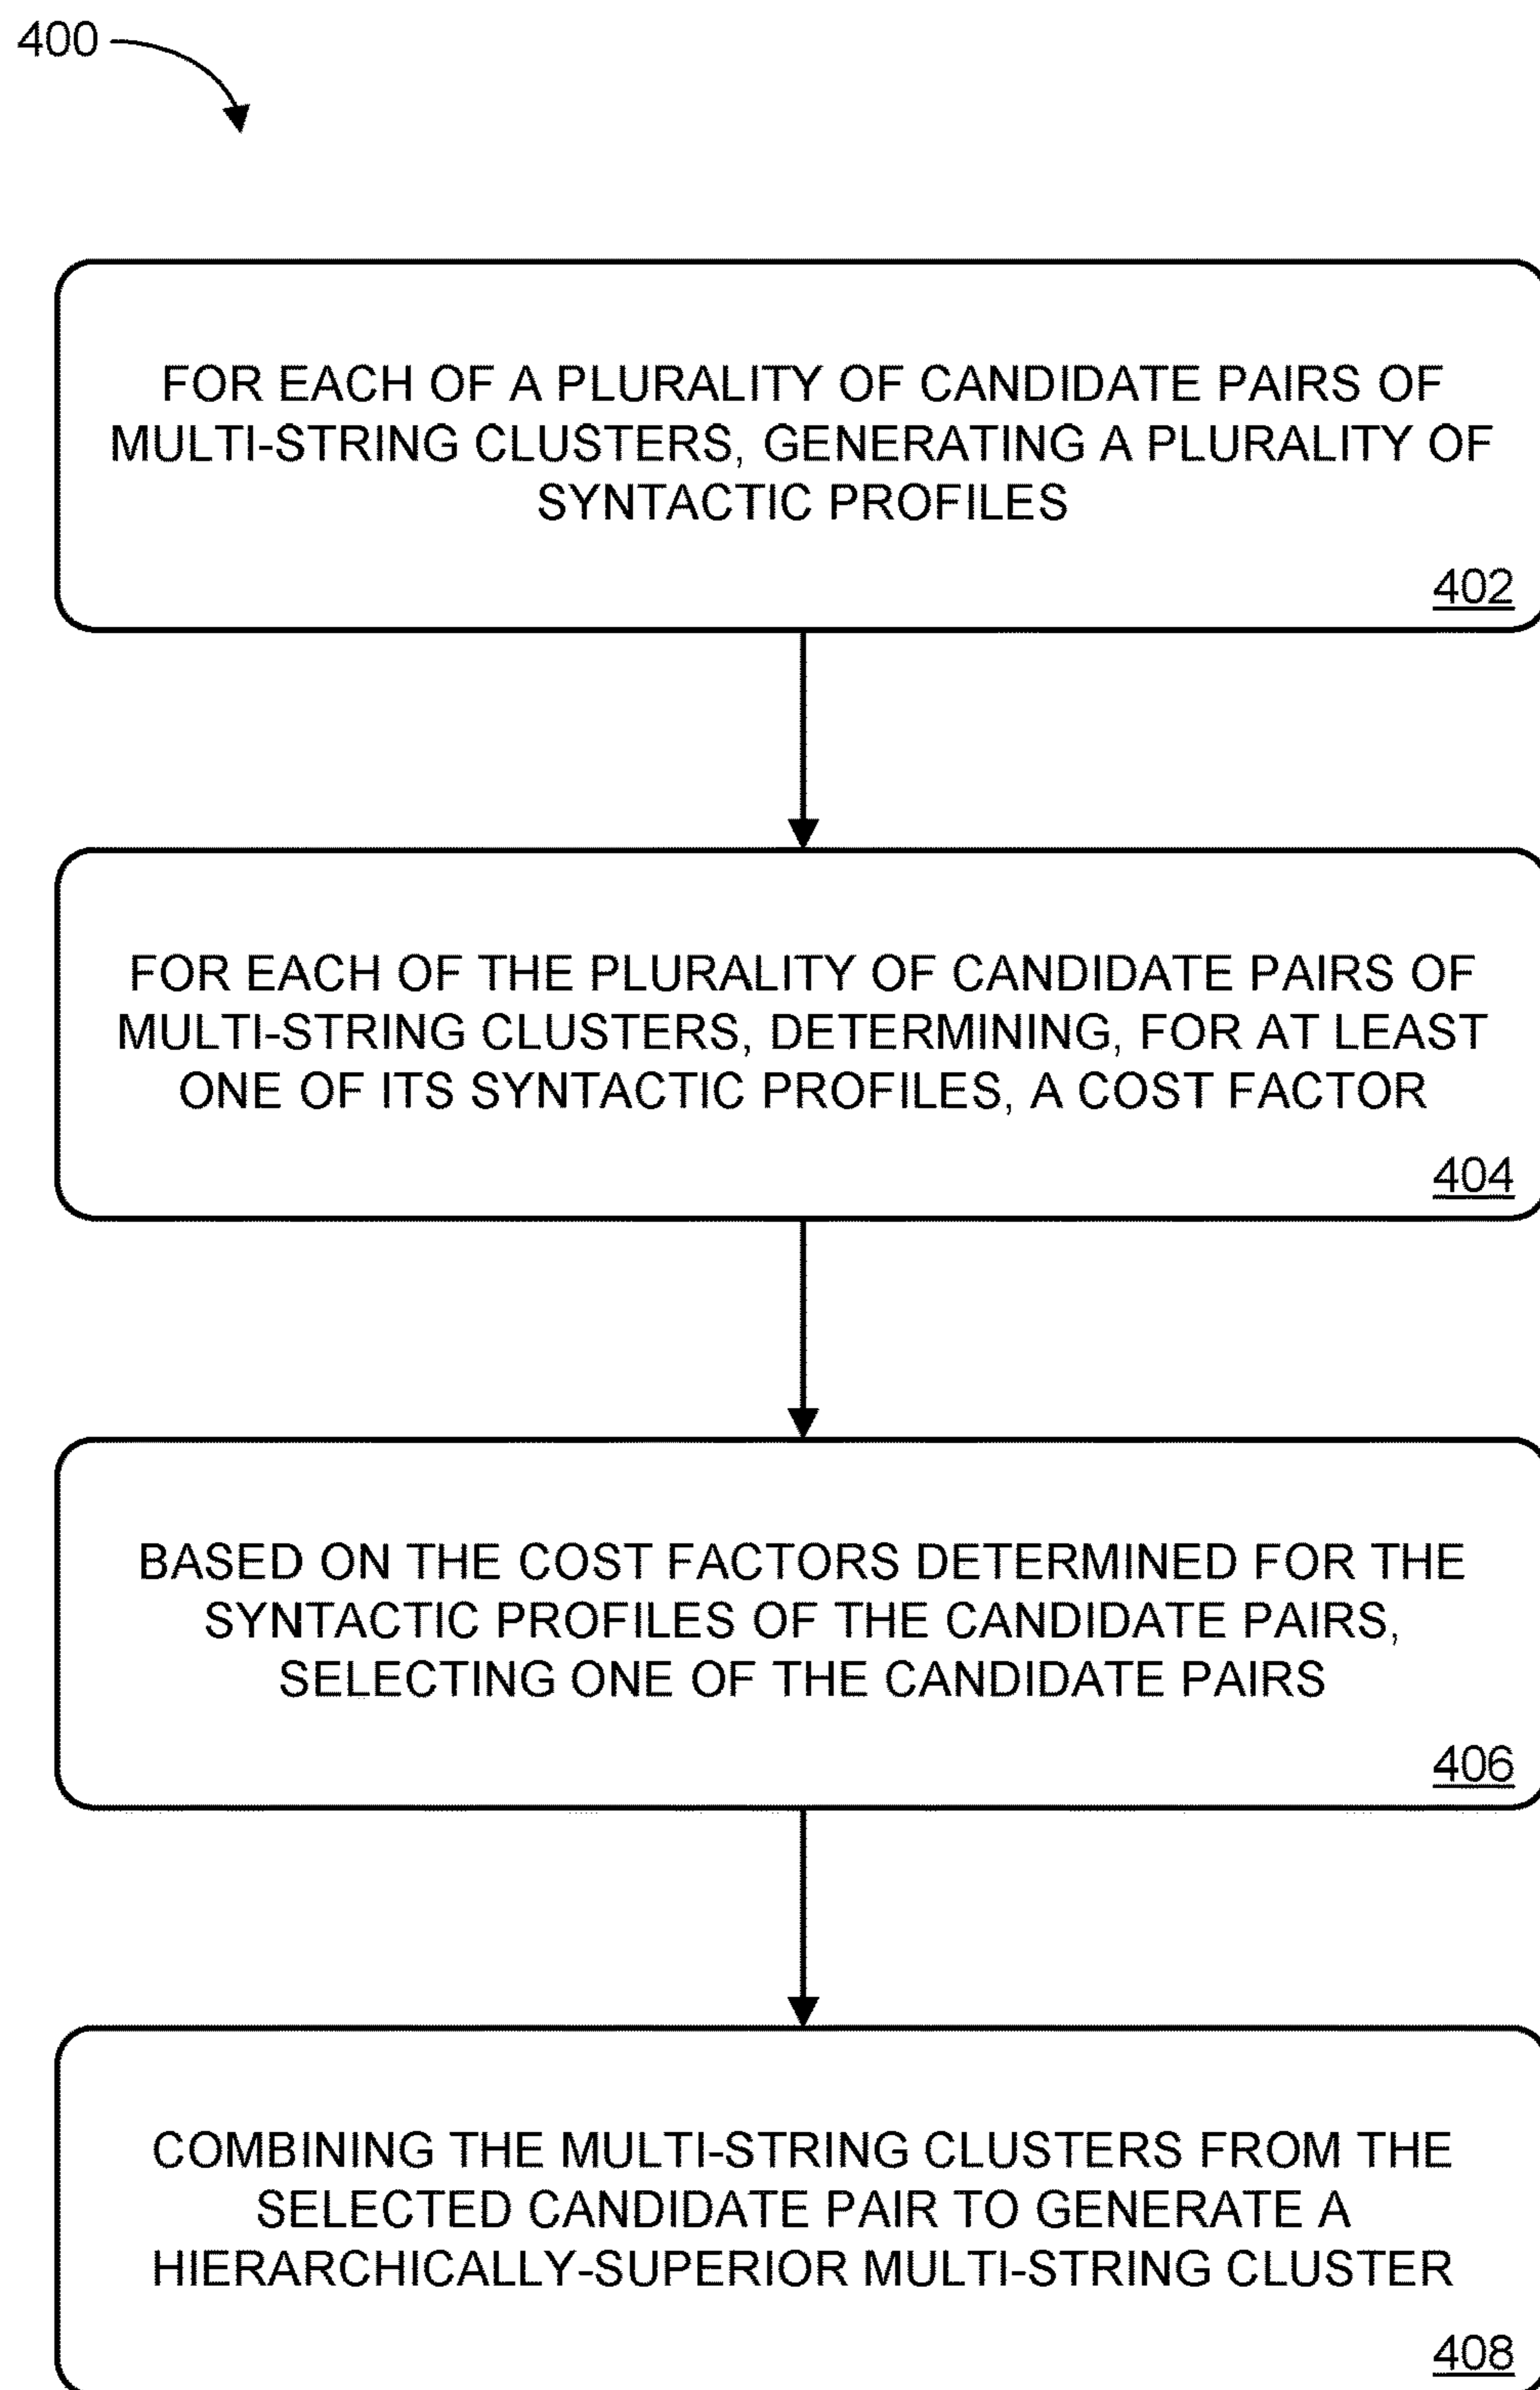 400
FOR EACH OF A PLURALITY OF CANDIDATE PAIRS OF
MULTI-STRING CLUSTERS, GENERATING A PLURALITY OF
SYNTACTIC PROFILES
402
FOR EACH OF THE PLURALITY OF CANDIDATE PAIRS OF
MULTI-STRING CLUSTERS, DETERMINING, FOR AT LEAST
ONE OF ITS SYNTACTIC PROFILES, A COST FACTOR
404
BASED ON THE COST FACTORS DETERMINED FOR THE
SYNTACTIC PROFILES OF THE CANDIDATE PAIRS,
SELECTING ONE OF THE CANDIDATE PAIRS
406
COMBINING THE MULTI-STRING CLUSTERS FROM THE
SELECTED CANDIDATE PAIR TO GENERATE A
HIERARCHICALLY-SUPERIOR MULTI-STRING CLUSTER
408